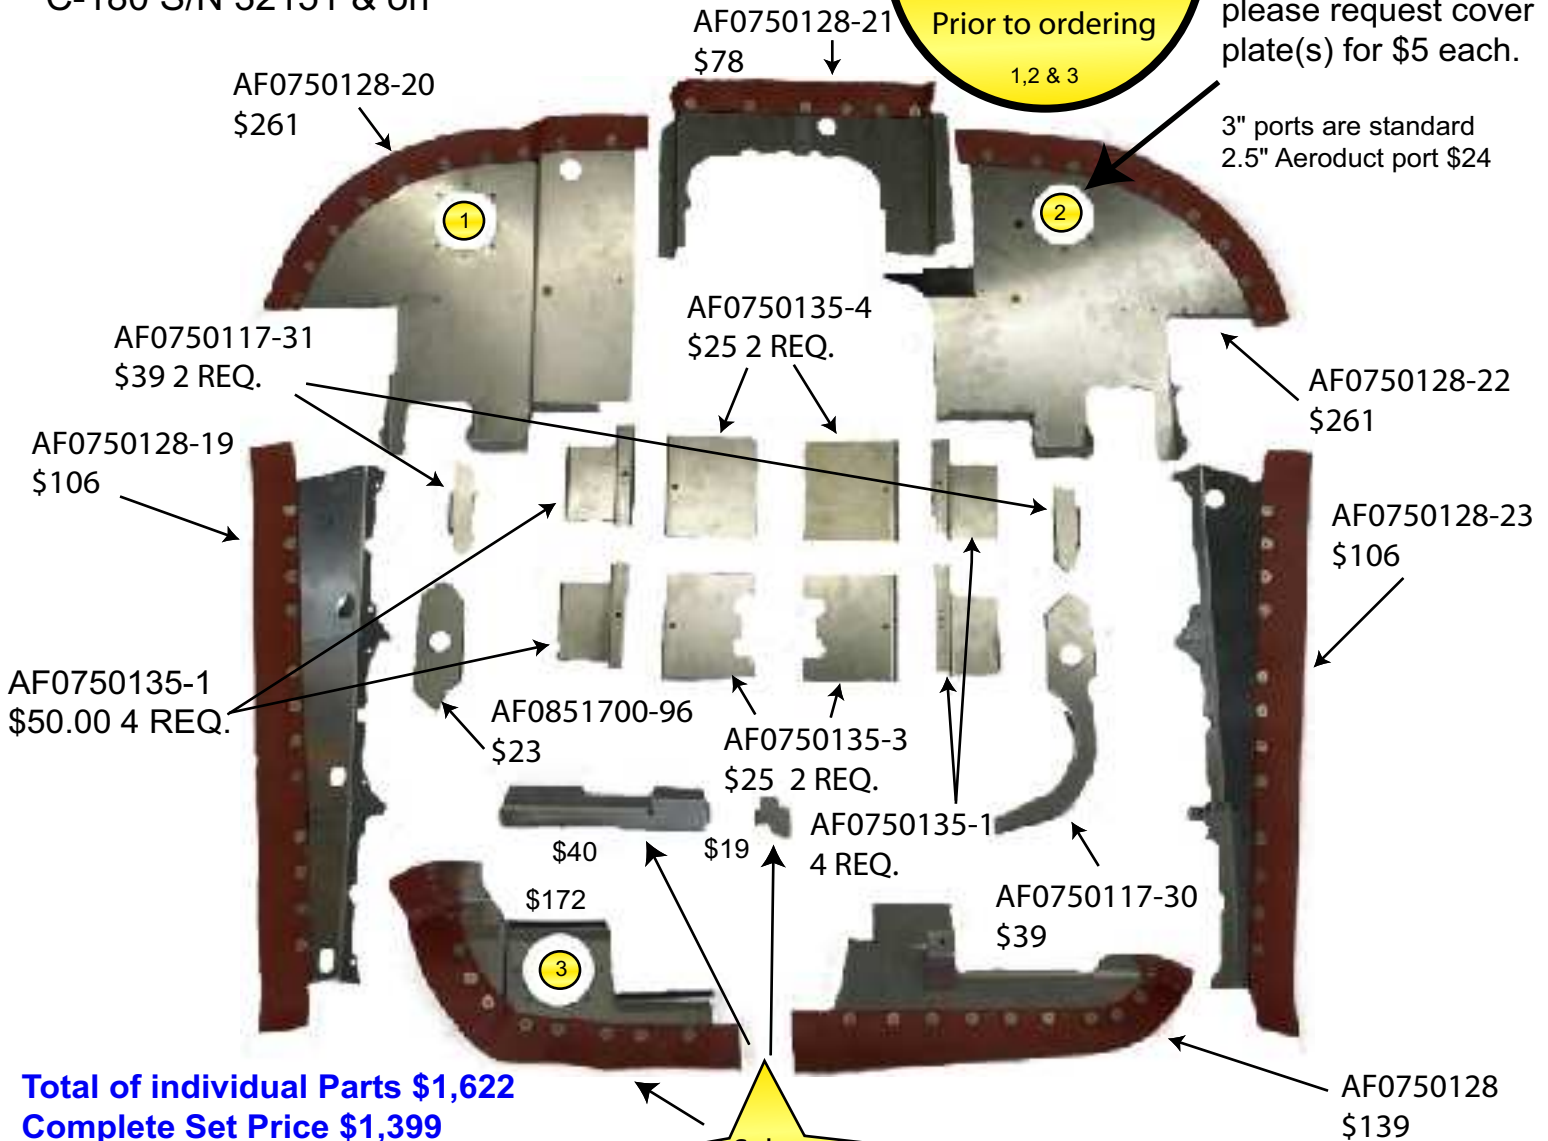 C-180 S/N 52151 & on
AF0750128-21
$78
Prior to ordering
1,2 & 3
please request cover
plate(s) for $5 each.
3" ports are standard
2.5" Aeroduct port $24
AF0750128-20
$261
1
2
AF0750117-31
$39 2 REQ.
AF0750135-4
$25 2 REQ.
AF0750128-22
$261
AF0750128-19
$106
AF0750128-23
$106
AF0750135-1
$50.00 4 REQ.
AF0851700-96
$23
AF0750135-3
$25 2 REQ.
AF0750135-1
4 REQ.
$40
$19
$172
3
AF0750117-30
$39
Total of individual Parts $1,622
Complete Set Price $1,399
AF0750128
$139